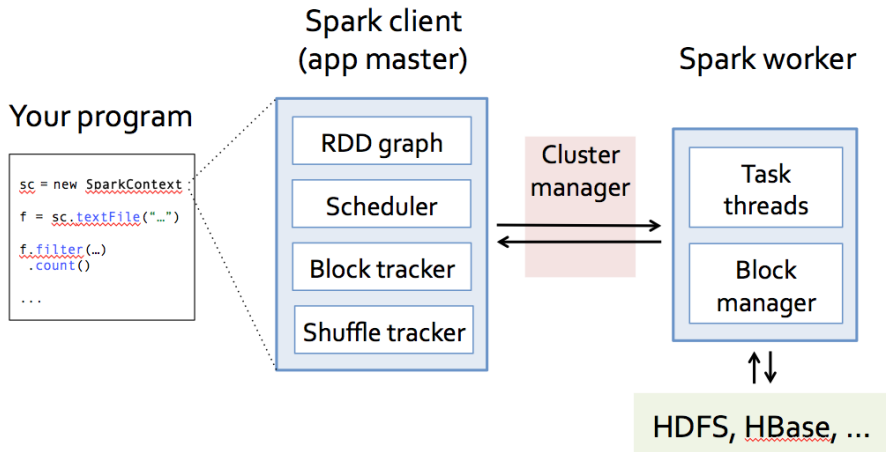 Your program
sc = new SparkContext
f = sc.textFile("…")
f.filter(…)
.count()
...
Spark client
(app master)
RDD graph
Scheduler
Block tracker
Shuffle tracker
Cluster
manager
Spark worker
Task
threads
Block
manager
HDFS, HBase, …